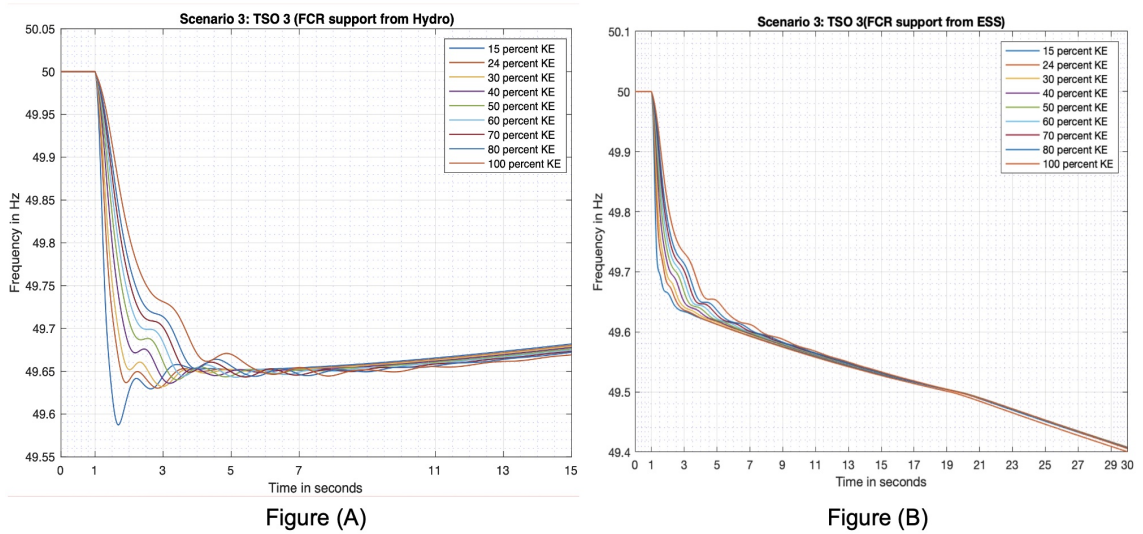 Scenario 3: TSO 3 (FCR support from Hydro)
50.05
50
49.95
49.9
49.85
49.8
49.75
49.7
49.65
49.6
49.55
Frequency in Hz
15 percent KE
24 percent KE
30 percent KE
40 percent KE
50 percent KE
60 percent KE
70 percent KE
80 percent KE
100 percent KE
0 1 3 5 7 11 13 15
Time in seconds
Figure (A)
Scenario 3: TSO 3(FCR support from ESS)
50.1
50
49.9
49.8
49.7
49.6
49.5
49.4
Frequency in Hz
15 percent KE
24 percent KE
30 percent KE
40 percent KE
50 percent KE
60 percent KE
70 percent KE
80 percent KE
100 percent KE
0 1 3 5 7 9 11 13 15 17 19 21 23 25 27 29 30
Time in seconds
Figure (B)